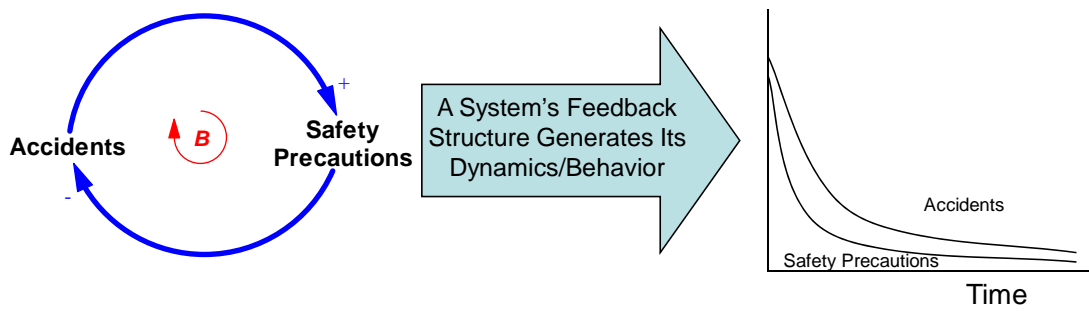 Accidents
-
B
+
Safety
Precautions
A System's Feedback
Structure Generates Its
Dynamics/Behavior
Accidents
Safety Precautions
Time